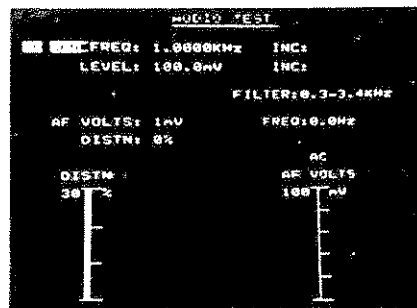 AUDIO TEST
FREQ: 1.0000KHz INC:
LEVEL: 100.0mV INC:
FILTER:0.3-3.4KHz
AF VOLTS: 1mV FREQ:0.0Hz
DISTN: 0%
AC
DISTN AF VOLTS
30 % 100 mV